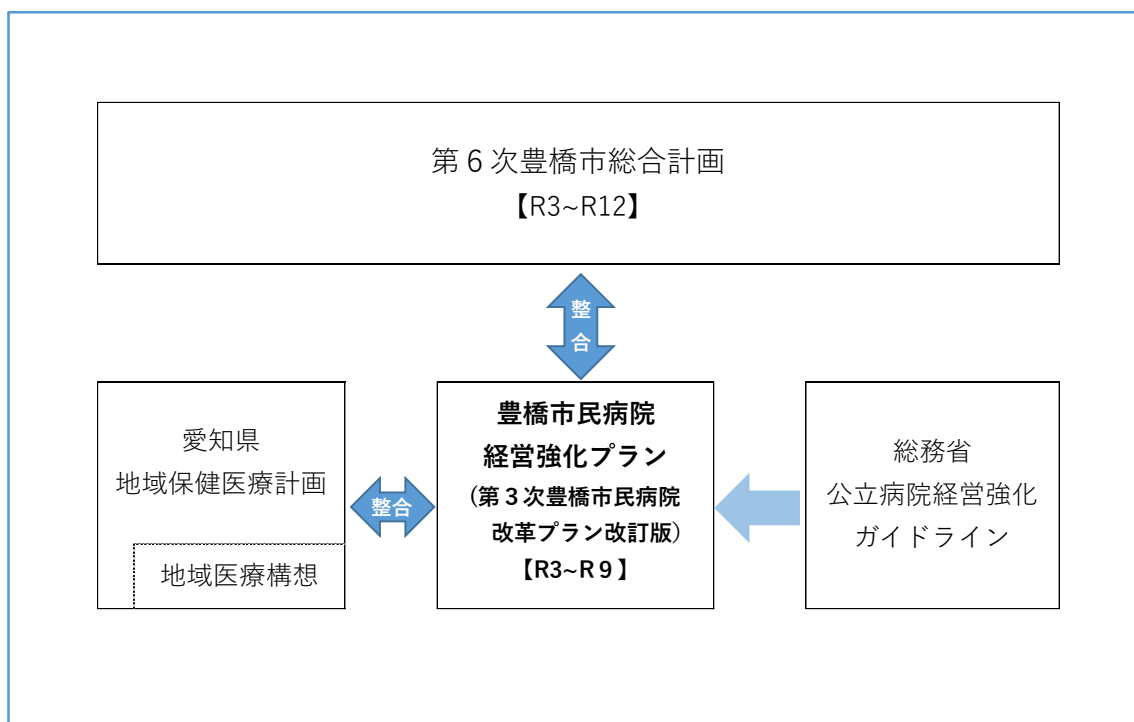 第６次豊橋市総合計画
【R3~R12】
整
合
愛知県
地域保健医療計画
地域医療構想
整合
豊橋市民病院
経営強化プラン
(第３次豊橋市民病院
改革プラン改訂版)
【R3~R９】
総務省
公立病院経営強化
ガイドライン